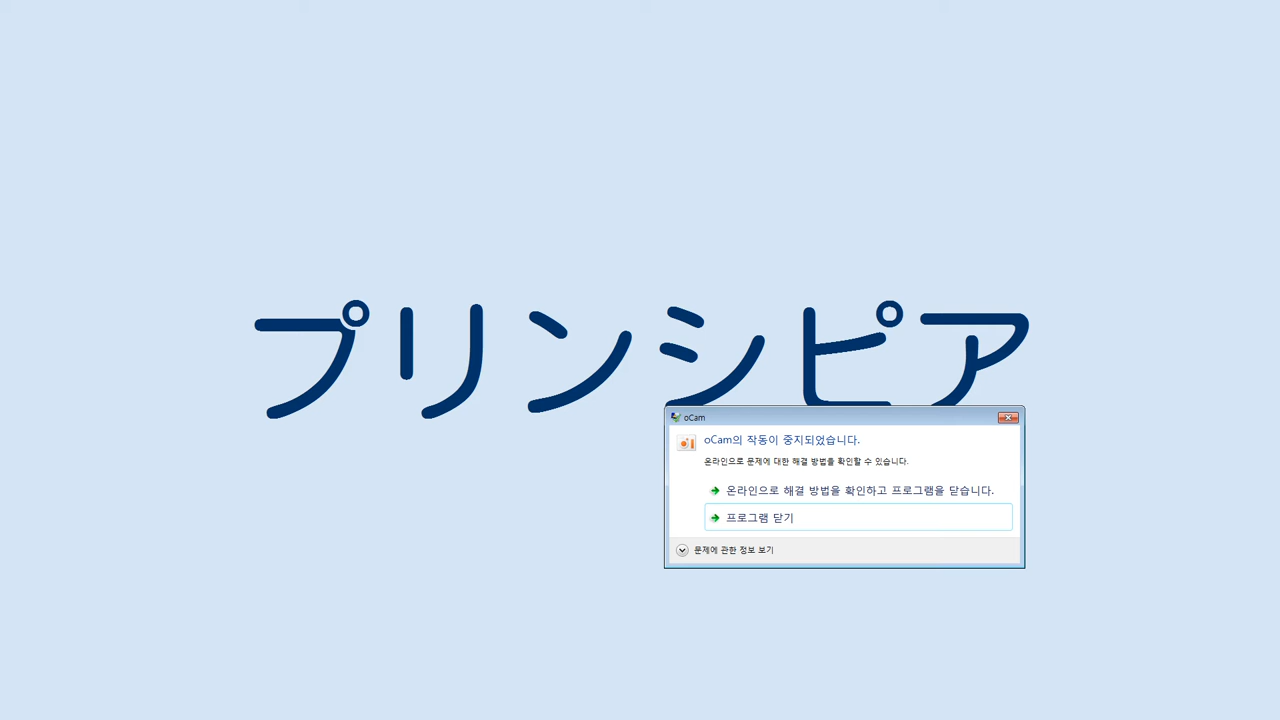 プリンシピア
oCam
oCam의 작동이 중지되었습니다.
온라인으로 문제에 대한 해결 방법을 확인할 수 있습니다.
온라인으로 해결 방법을 확인하고 프로그램을 닫습니다.
프로그램 닫기
문제에 관한 정보 보기